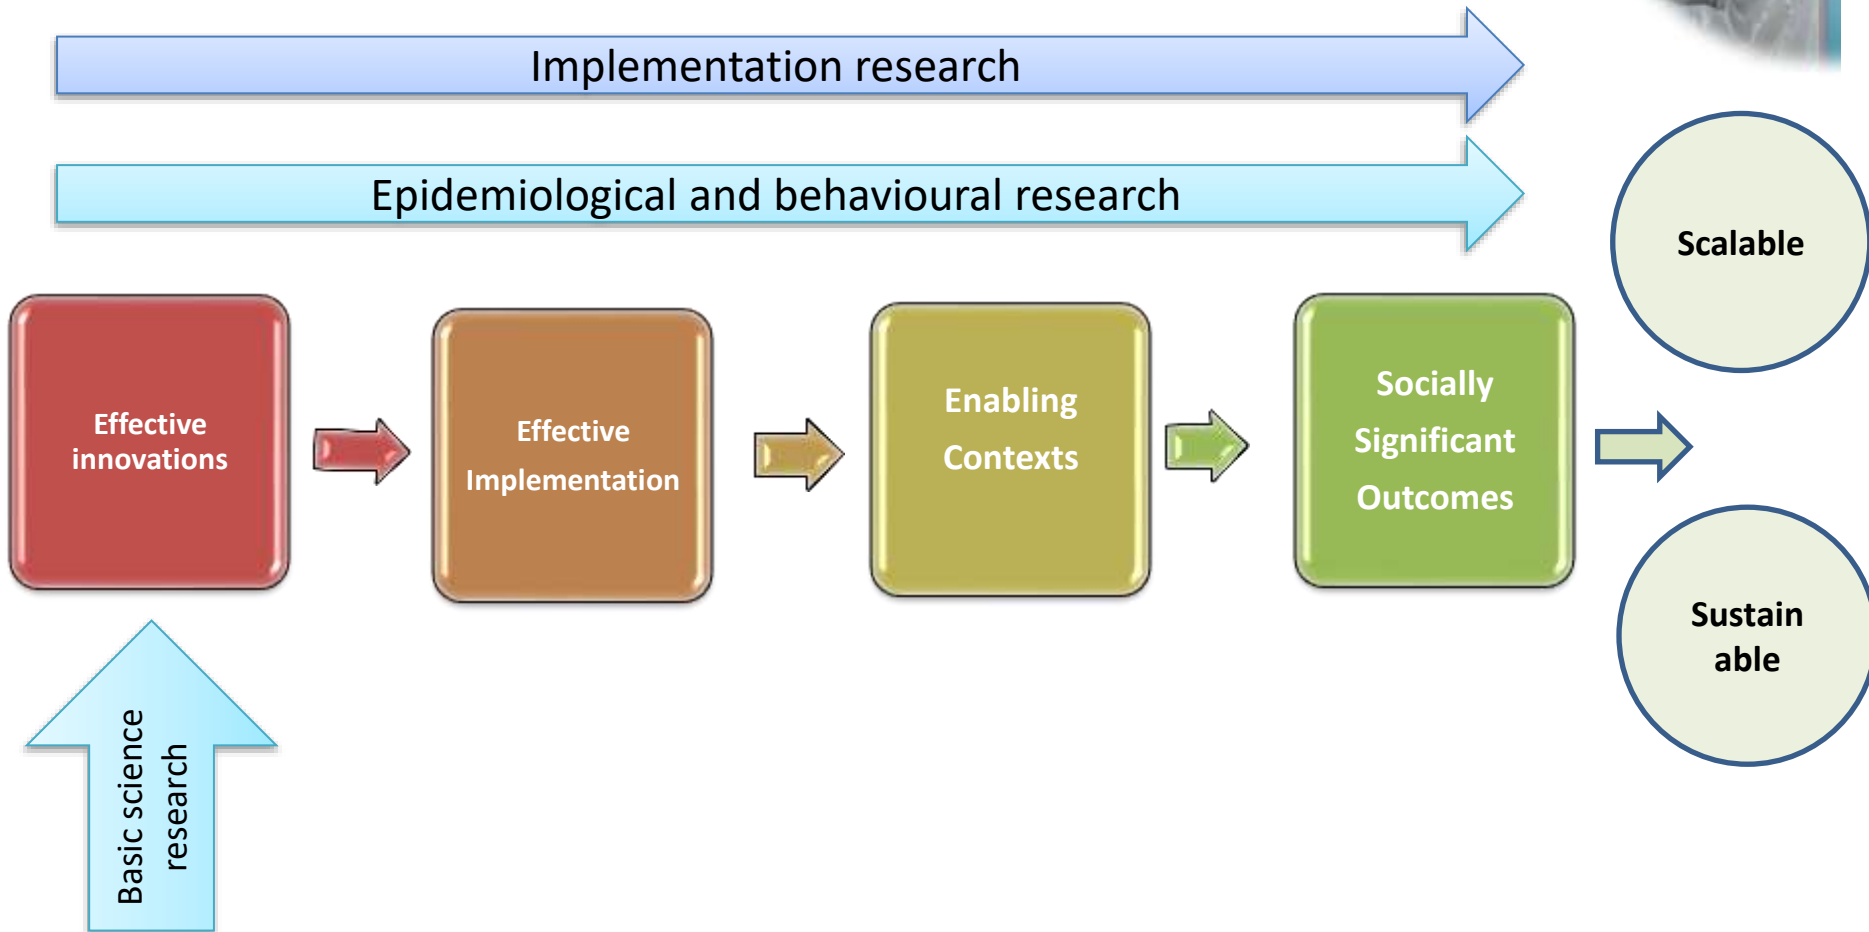 Implementation research
Epidemiological and behavioural research
Scalable
Effective
innovations
Effective
Implementation
Enabling
Contexts
Socially
Significant
Outcomes
Sustain
able
Basic science
research